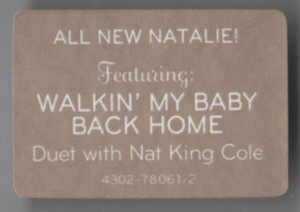 ALL NEW NATALIE!
Featuring:
WALKIN' MY BABY
BACK HOME
Duet with Nat King Cole
4302-78061-2